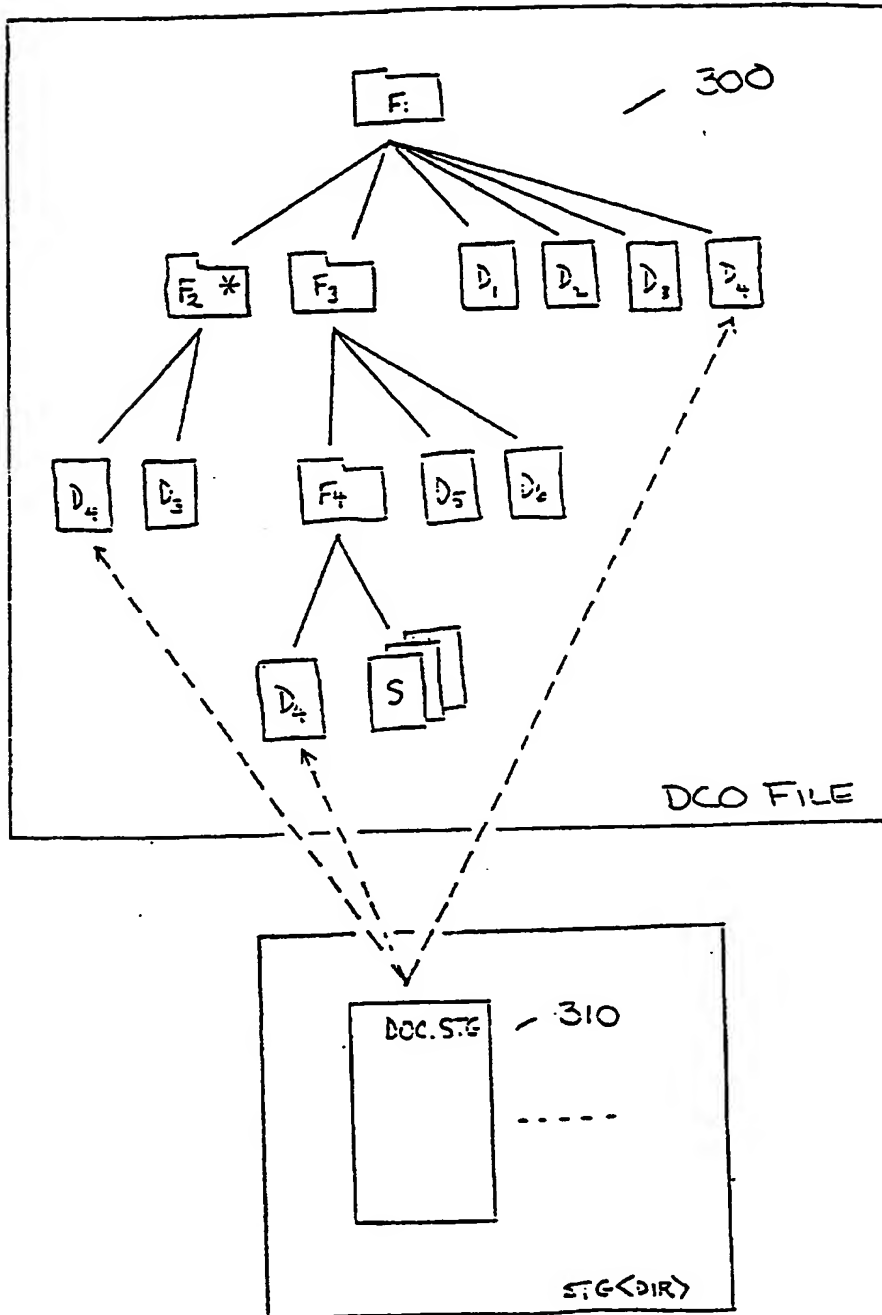 300
F1
F2 * F3 D1 D2 D3 D4
D4 D3 F4 D5 D6
D4 S
DCO FILE
DOC.STG 310
STG<DIR>